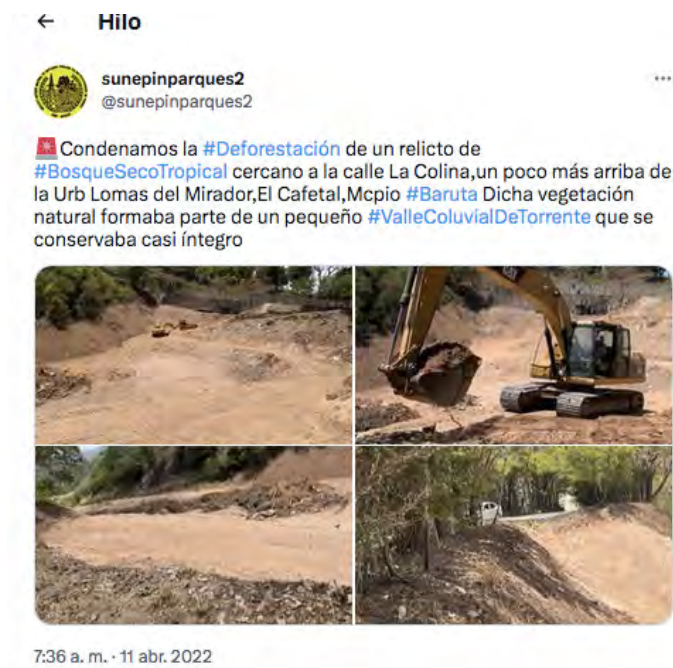 Hilo
sunepinparques2
@sunepinparques2
🚨Condenamos la #Deforestación de un relicto de
#BosqueSecoTropical cercano a la calle La Colina,un poco más arriba de
la Urb Lomas del Mirador,El Cafetal,Mcpio #Baruta Dicha vegetación
natural formaba parte de un pequeño #ValleColuvialDeTorrente que se
conservaba casi íntegro
7:36 a. m. · 11 abr. 2022